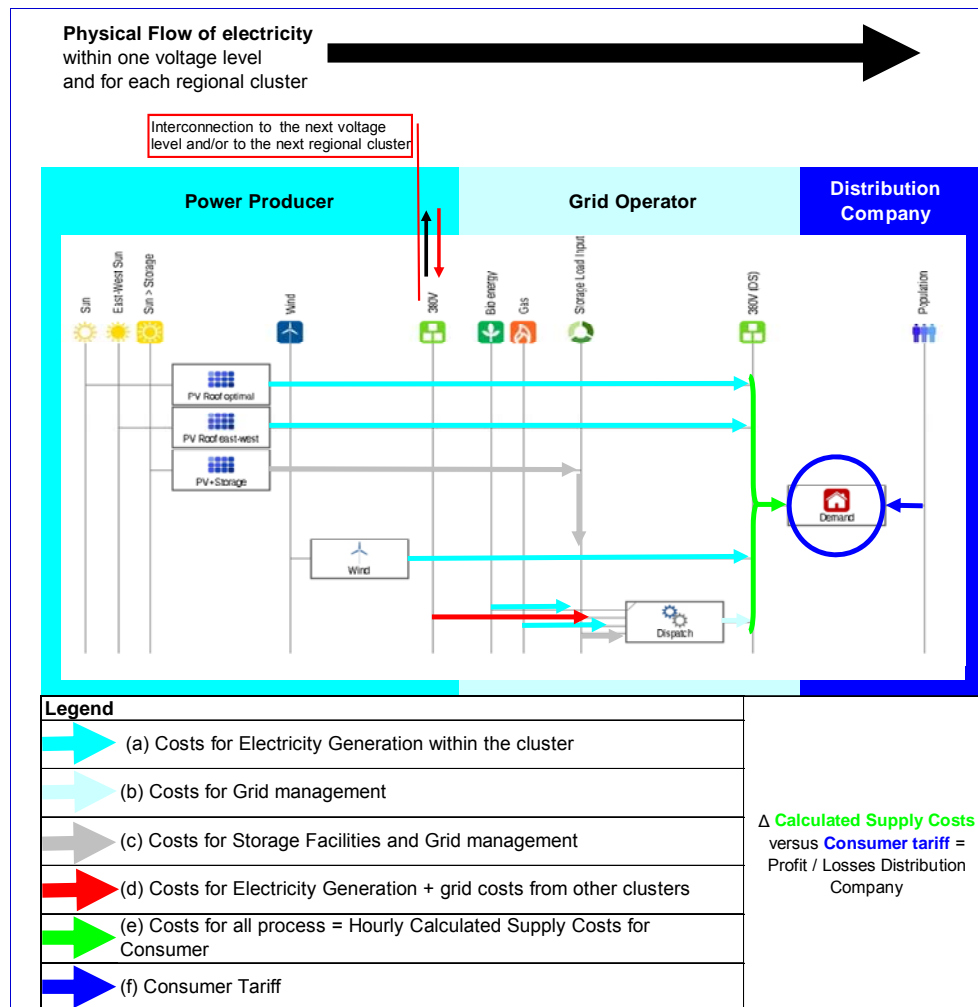 Physical Flow of electricity
within one voltage level
and for each regional cluster
Interconnection to the next voltage
level and/or to the next regional cluster
Power Producer
Grid Operator
Distribution
Company
Sun
East-West Sun
Sun > Storage
Wind
380V
Bio energy
Gas
Storage Load Input
380V (DS)
Population
PV Roof optimal
PV Roof east-west
PV+Storage
Demand
Wind
Dispatch
Legend
(a) Costs for Electricity Generation within the cluster
(b) Costs for Grid management
(c) Costs for Storage Facilities and Grid management
(d) Costs for Electricity Generation + grid costs from other clusters
(e) Costs for all process = Hourly Calculated Supply Costs for
Consumer
(f) Consumer Tariff
Δ Calculated Supply Costs
versus Consumer tariff =
Profit / Losses Distribution
Company